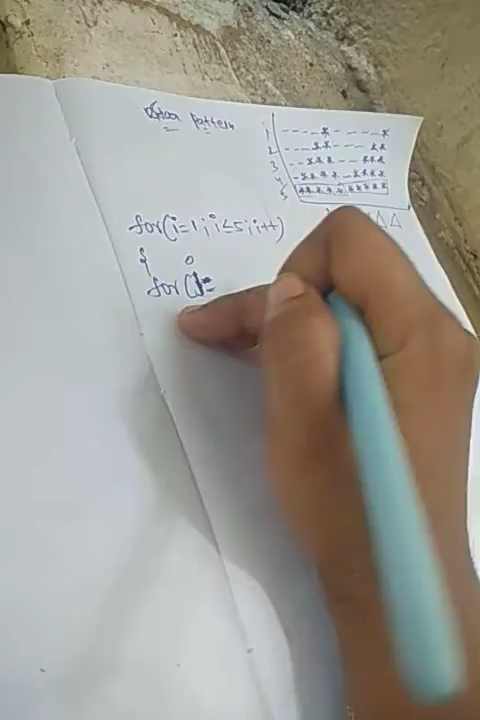 pattern
1 - - - - * - - - - *
2 - - - * * - - - * *
3 - - * * * - - * * *
4 - * * * * - * * * *
5 * * * * * * * * * *
for(i=1; i≤5; i++)
{
for(j=